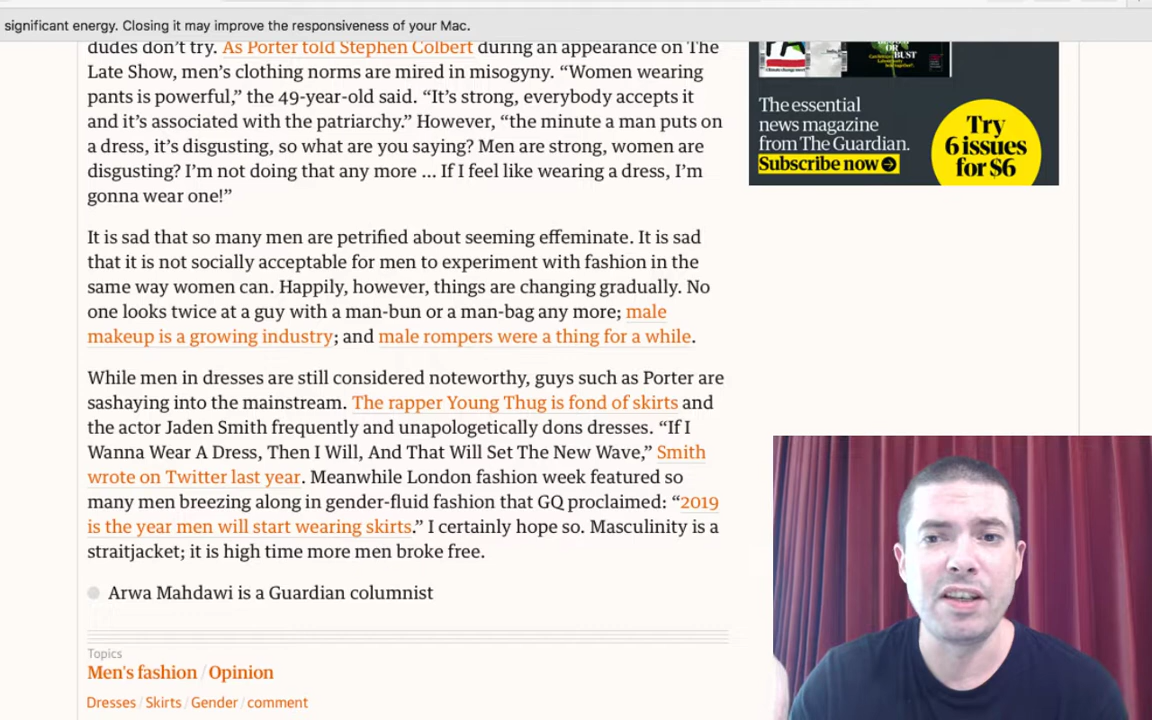 significant energy. Closing it may improve the responsiveness of your Mac.
dudes don’t try. As Porter told Stephen Colbert during an appearance on The
Late Show, men’s clothing norms are mired in misogyny. “Women wearing
pants is powerful,” the 49-year-old said. “It’s strong, everybody accepts it
and it’s associated with the patriarchy.” However, “the minute a man puts on
a dress, it’s disgusting, so what are you saying? Men are strong, women are
disgusting? I’m not doing that any more ... If I feel like wearing a dress, I’m
gonna wear one!”
It is sad that so many men are petrified about seeming effeminate. It is sad
that it is not socially acceptable for men to experiment with fashion in the
same way women can. Happily, however, things are changing gradually. No
one looks twice at a guy with a man-bun or a man-bag any more; male
makeup is a growing industry; and male rompers were a thing for a while.
While men in dresses are still considered noteworthy, guys such as Porter are
sashaying into the mainstream. The rapper Young Thug is fond of skirts and
the actor Jaden Smith frequently and unapologetically dons dresses. “If I
Wanna Wear A Dress, Then I Will, And That Will Set The New Wave,” Smith
wrote on Twitter last year. Meanwhile London fashion week featured so
many men breezing along in gender-fluid fashion that GQ proclaimed: “2019
is the year men will start wearing skirts.” I certainly hope so. Masculinity is a
straitjacket; it is high time more men broke free.
Arwa Mahdawi is a Guardian columnist
Topics
Men's fashion / Opinion
Dresses / Skirts / Gender / comment
OR
BUST
The essential
news magazine
from The Guardian.
Subscribe now
Try
6 issues
for $6